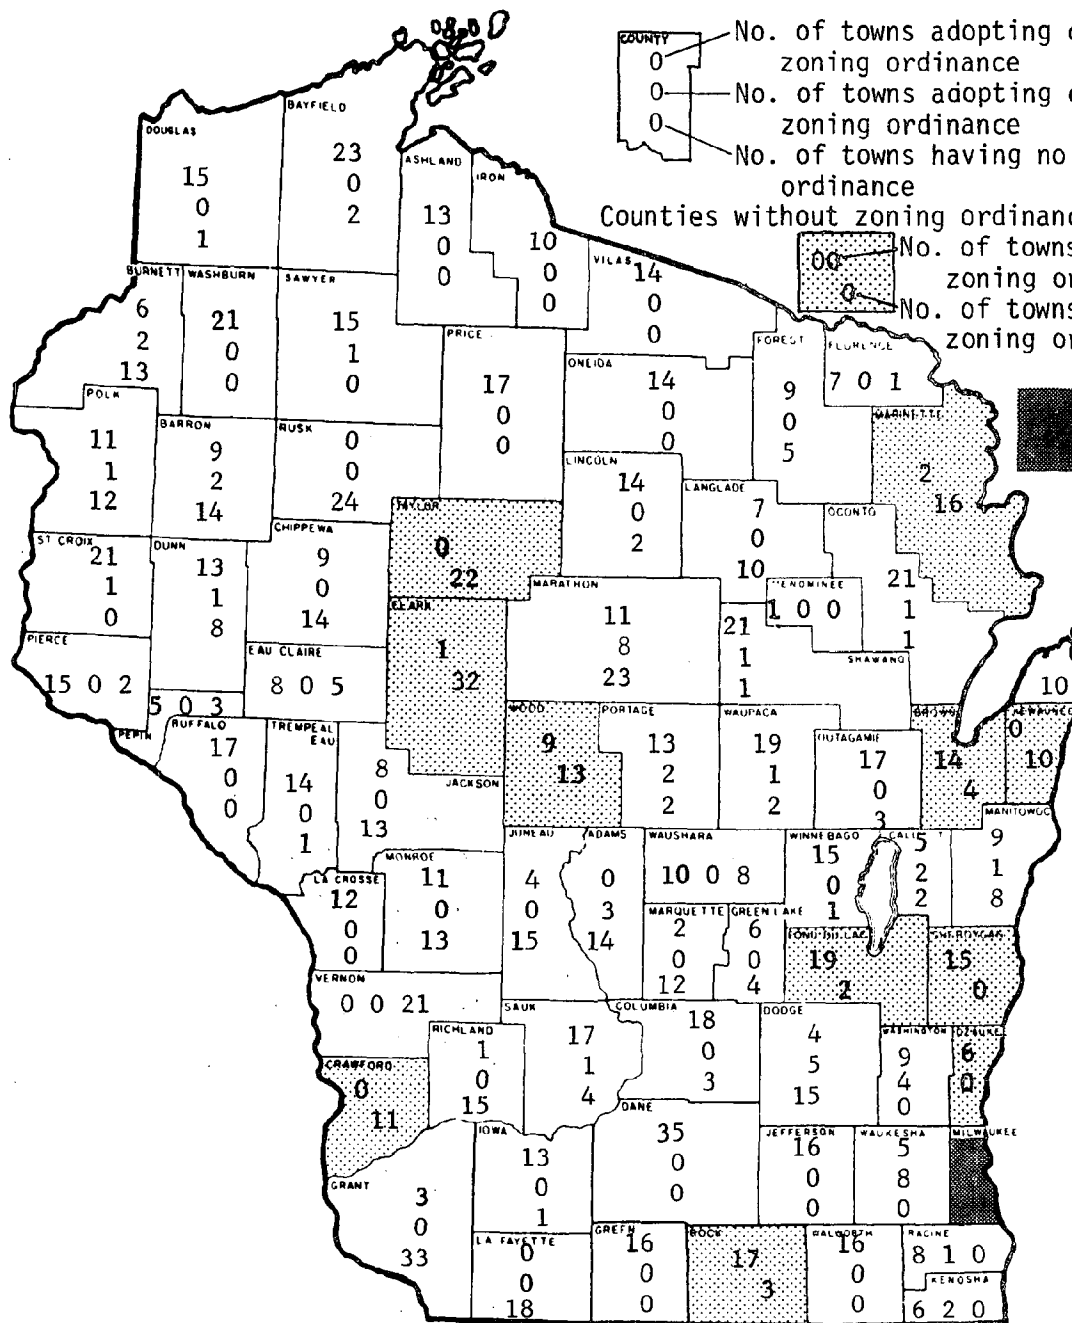 COUNTY
0
0
0
No. of towns adopting
zoning ordinance
No. of towns adopting
zoning ordinance
No. of towns having no
ordinance
Counties without zoning
00
0
No. of towns
zoning
No. of towns
zoning
DOUGLAS
15
0
1
BAYFIELD
23
0
2
ASHLAND
13
0
0
IRON
10
0
0
VILAS
14
0
0
BURNETT
6
2
13
WASHBURN
21
0
0
SAWYER
15
1
0
PRICE
17
0
0
ONEIDA
14
0
0
FOREST
9
0
5
FLORENCE
7 0 1
MARINETTE
2
16
POLK
11
1
12
BARRON
9
2
14
RUSK
0
0
24
LINCOLN
14
0
2
LANGLADE
7
0
10
OCONTO
21
1
1
TAYLOR
0
22
ST CROIX
21
1
0
DUNN
13
1
8
CHIPPEWA
9
0
14
CLARK
1
32
MARATHON
11
8
23
MENOMINEE
1 0 0
SHAWANO
21
1
1
PIERCE
15 0 2
PEPIN
5 0 3
EAU CLAIRE
8 0 5
BUFFALO
17
0
0
TREMPEAL
EAU
14
0
1
JACKSON
8
0
13
WOOD
9
13
PORTAGE
13
2
2
WAUPACA
19
1
2
OUTAGAMIE
17
0
3
BROWN
14
4
KEWAUNEE
0
10
10
LA CROSSE
12
0
0
MONROE
11
0
13
JUNEAU
4
0
15
ADAMS
0
3
14
WAUSHARA
10 0 8
WINNEBAGO
15
0
1
5
2
2
MANITOWOC
9
1
8
MARQUETTE
2
0
12
GREEN LAKE
6
0
4
FOND DU LAC
19
2
SHEBOYGAN
15
0
VERNON
0 0 21
RICHLAND
1
0
15
SAUK
17
1
4
COLUMBIA
18
0
3
DODGE
4
5
15
WASHINGTON
9
4
0
OZAUKEE
6
0
CRAWFORD
0
11
GRANT
3
0
33
IOWA
13
0
1
DANE
35
0
0
JEFFERSON
16
0
0
WAUKESHA
5
8
0
MILWAUKEE
LA FAYETTE
0
0
18
GREEN
16
0
0
ROCK
17
3
WALWORTH
16
0
0
RACINE
8 1 0
KENOSHA
6 2 0